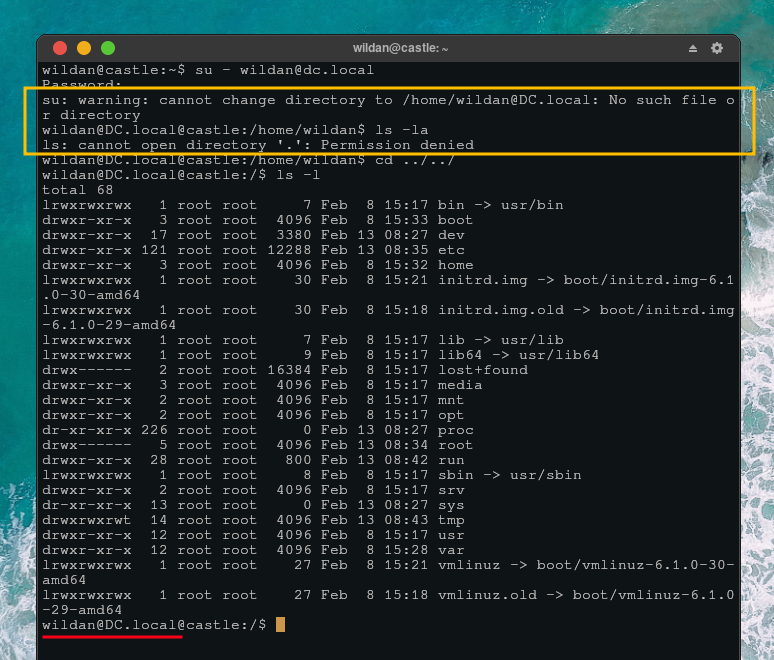 wildan@castle: ~
wildan@castle:~$ su - wildan@dc.local
Password:
su: warning: cannot change directory to /home/wildan@DC.local: No such file o
r directory
wildan@DC.local@castle:/home/wildan$ ls -la
ls: cannot open directory '.': Permission denied
wildan@DC.local@castle:/home/wildan$ cd ../../
wildan@DC.local@castle:/$ ls -l
total 68
lrwxrwxrwx   1 root root     7 Feb  8 15:17 bin -> usr/bin
drwxr-xr-x   3 root root  4096 Feb  8 15:33 boot
drwxr-xr-x  17 root root  3380 Feb 13 08:27 dev
drwxr-xr-x 121 root root 12288 Feb 13 08:35 etc
drwxr-xr-x   3 root root  4096 Feb  8 15:32 home
lrwxrwxrwx   1 root root    30 Feb  8 15:21 initrd.img -> boot/initrd.img-6.1
.0-30-amd64
lrwxrwxrwx   1 root root    30 Feb  8 15:18 initrd.img.old -> boot/initrd.img
-6.1.0-29-amd64
lrwxrwxrwx   1 root root     7 Feb  8 15:17 lib -> usr/lib
lrwxrwxrwx   1 root root     9 Feb  8 15:17 lib64 -> usr/lib64
drwx------   2 root root 16384 Feb  8 15:17 lost+found
drwxr-xr-x   3 root root  4096 Feb  8 15:17 media
drwxr-xr-x   2 root root  4096 Feb  8 15:17 mnt
drwxr-xr-x   2 root root  4096 Feb  8 15:17 opt
dr-xr-xr-x 226 root root     0 Feb 13 08:27 proc
drwx------   5 root root  4096 Feb 13 08:34 root
drwxr-xr-x  28 root root   800 Feb 13 08:42 run
lrwxrwxrwx   1 root root     8 Feb  8 15:17 sbin -> usr/sbin
drwxr-xr-x   2 root root  4096 Feb  8 15:17 srv
dr-xr-xr-x  13 root root     0 Feb 13 08:27 sys
drwxrwxrwt  14 root root  4096 Feb 13 08:43 tmp
drwxr-xr-x  12 root root  4096 Feb  8 15:17 usr
drwxr-xr-x  12 root root  4096 Feb  8 15:28 var
lrwxrwxrwx   1 root root    27 Feb  8 15:21 vmlinuz -> boot/vmlinuz-6.1.0-30-
amd64
lrwxrwxrwx   1 root root    27 Feb  8 15:18 vmlinuz.old -> boot/vmlinuz-6.1.0
-29-amd64
wildan@DC.local@castle:/$